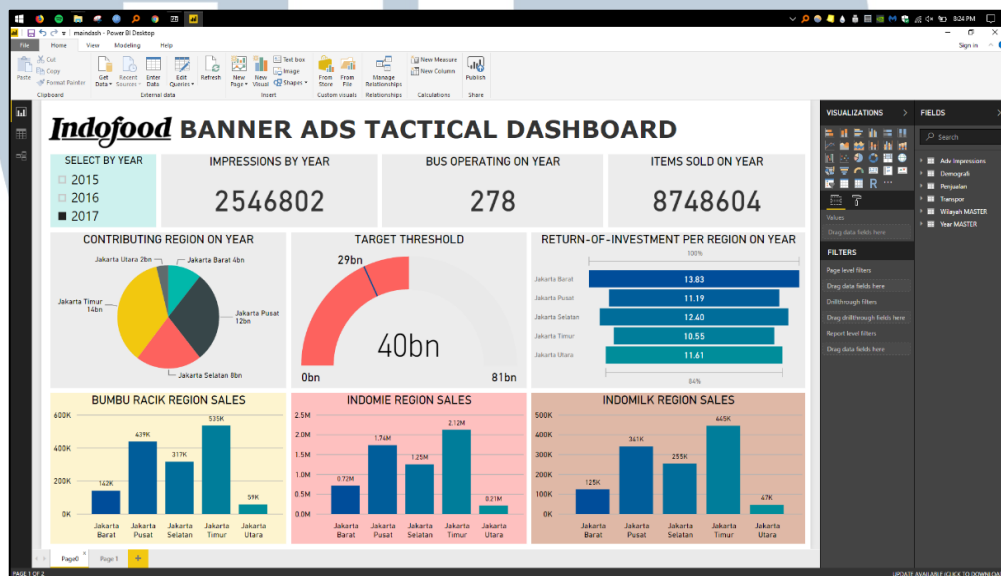 8:24 PM
maindash - Power BI Desktop
Sign in
File Home View Modeling Help
Paste
Cut
Copy
Format Painter
Clipboard
Get Data
Recent Sources
Enter Data
Edit Queries
External data
Refresh
New Page
New Visual
Text box
Image
Shapes
Insert
From Store
From File
Custom visuals
Manage Relationships
Relationships
New Measure
New Column
Calculations
Publish
Share
Indofood BANNER ADS TACTICAL DASHBOARD
SELECT BY YEAR
2015
2016
2017
IMPRESSIONS BY YEAR
2546802
BUS OPERATING ON YEAR
278
ITEMS SOLD ON YEAR
8748604
CONTRIBUTING REGION ON YEAR
Jakarta Utara 2bn
Jakarta Barat 4bn
Jakarta Timur
14bn
Jakarta Pusat
12bn
Jakarta Selatan 8bn
TARGET THRESHOLD
29bn
40bn
0bn 81bn
RETURN-OF-INVESTMENT PER REGION ON YEAR
100%
Jakarta Barat 13.83
Jakarta Pusat 11.19
Jakarta Selatan 12.40
Jakarta Timur 10.55
Jakarta Utara 11.61
84%
BUMBU RACIK REGION SALES
600K
400K
200K
0K
142K
439K
317K
535K
59K
Jakarta Barat
Jakarta Pusat
Jakarta Selatan
Jakarta Timur
Jakarta Utara
INDOMIE REGION SALES
2.5M
2.0M
1.5M
1.0M
0.5M
0.0M
0.72M
1.74M
1.25M
2.12M
0.21M
Jakarta Barat
Jakarta Pusat
Jakarta Selatan
Jakarta Timur
Jakarta Utara
INDOMILK REGION SALES
500K
400K
300K
200K
100K
0K
125K
341K
255K
445K
47K
Jakarta Barat
Jakarta Pusat
Jakarta Selatan
Jakarta Timur
Jakarta Utara
VISUALIZATIONS
R
Values
Drag data fields here
FILTERS
Page level filters
Drag data fields here
Drillthrough filters
Drag drillthrough fields here
Report level filters
Drag data fields here
FIELDS
Search
Adv Impressions
Demografi
Penjualan
Transpor
Wilayah MASTER
Year MASTER
Page0 Page 1 +
PAGE 1 OF 2
UPDATE AVAILABLE (CLICK TO DOWNLOA